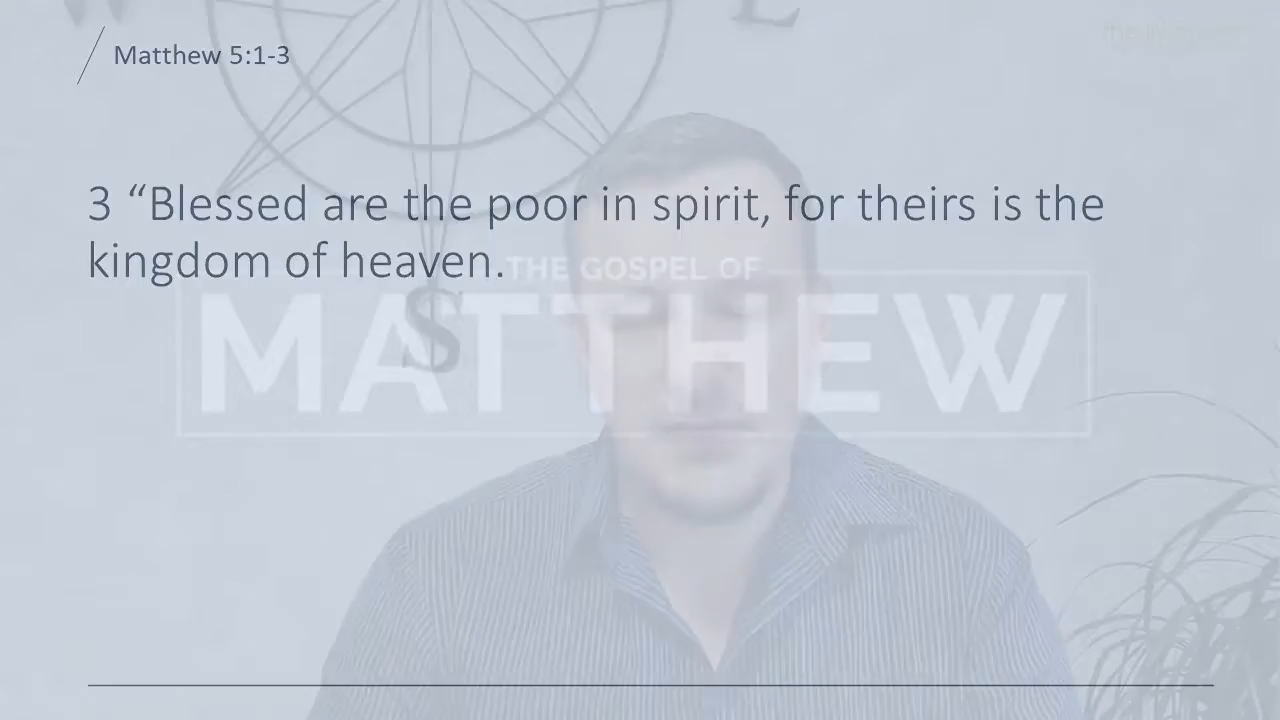 W E
Matthew 5:1-3
3 “Blessed are the poor in spirit, for theirs is the
kingdom of heaven.
THE GOSPEL OF
MATTHEW
S